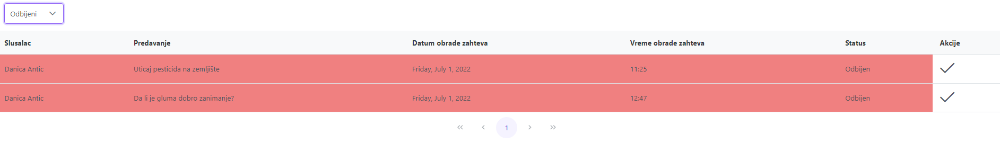 Odbijeni
Slusalac Predavanje Datum obrade zahteva Vreme obrade zahteva Status Akcije
Danica Antic Uticaj pesticida na zemljište Friday, July 1, 2022 11:25 Odbijen
Danica Antic Da li je gluma dobro zanimanje? Friday, July 1, 2022 12:47 Odbijen
1